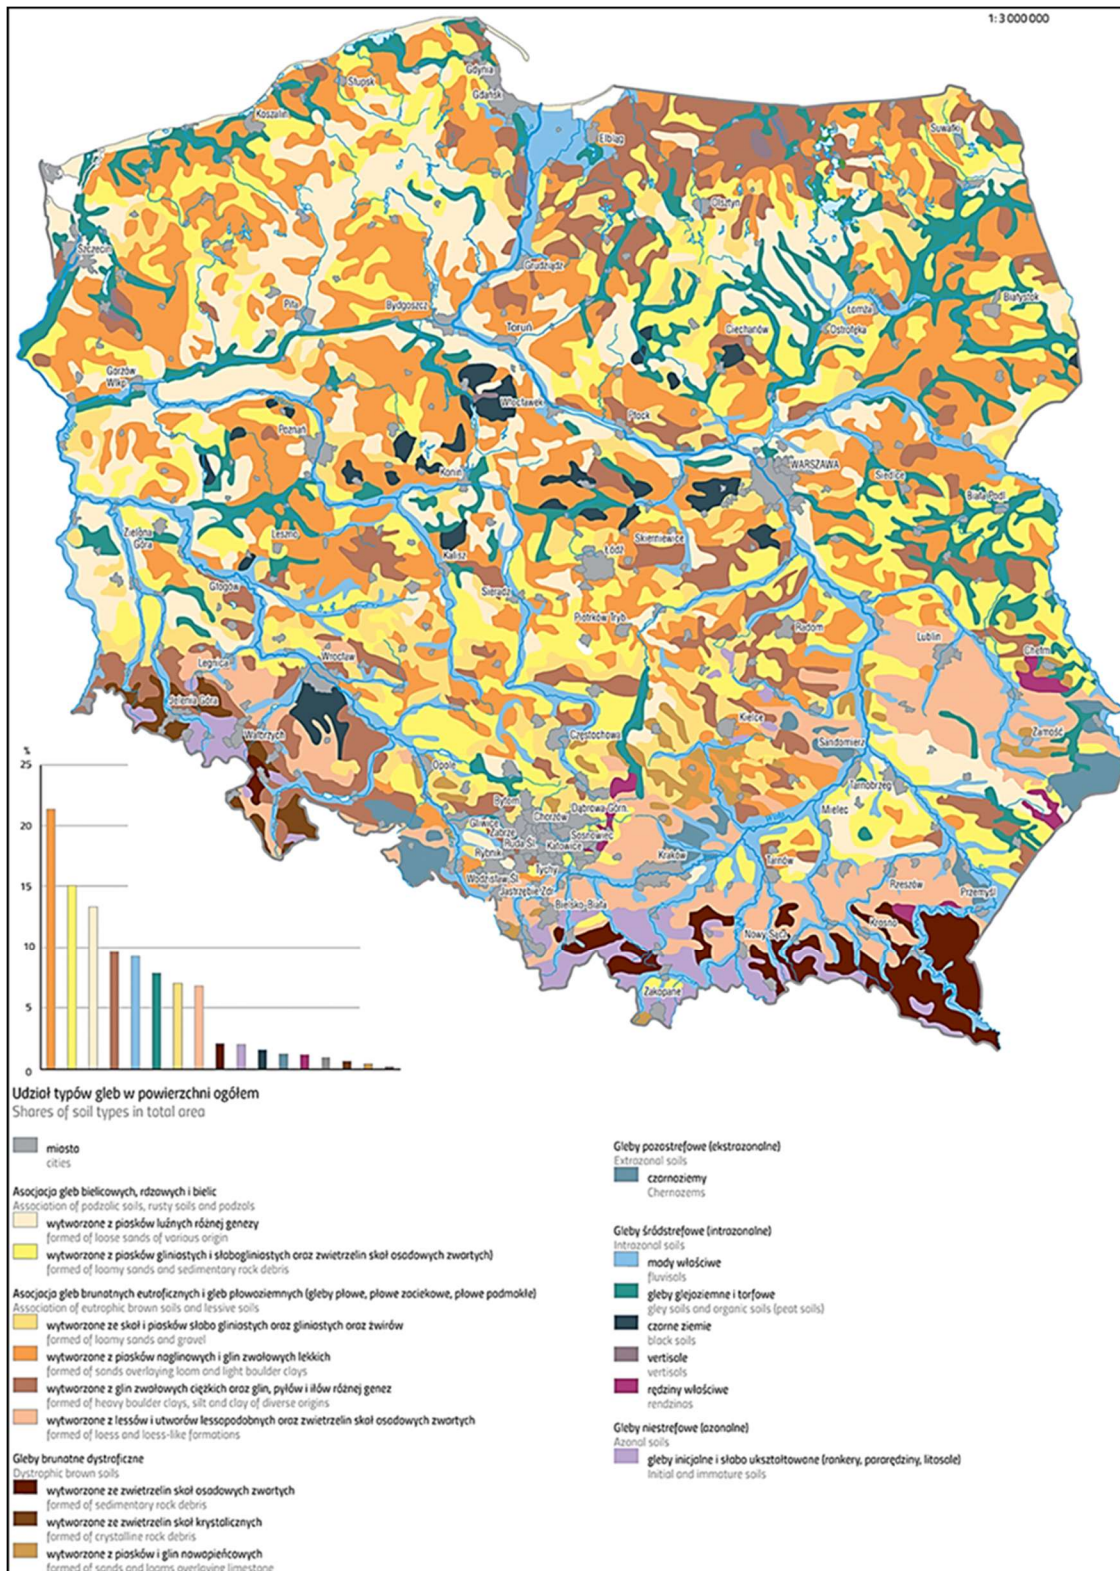 1: 3 000 000
Gdynia
Słupsk
Gdańsk
Koszalin
Elbląg
Suwałki
Olsztyn
Szczecin
Grudziądz
Białystok
Piła
Bydgoszcz
Łomża
Toruń
Ciechanów
Ostrołęka
Gorzów
Wlkp.
Włocławek
Płock
Poznań
Konin
WARSZAWA
Siedlce
Biała Podl.
Zielona
Góra
Leszno
Kalisz
Łódź
Skierniewice
Głogów
Sieradz
Piotrków Tryb.
Radom
Lublin
Chełm
Legnica
Wrocław
Jelenia Góra
Wałbrzych
Kielce
Częstochowa
Sandomierz
Zamość
Opole
Tarnobrzeg
Bytom
Dąbrowa Górn.
Mielec
Gliwice
Chorzów
Zabrze
Sosnowiec
Ruda Śl.
Katowice
Rybnik
Kraków
Tarnów
Tychy
Rzeszów
Wodzisław Śl.
Jastrzębie-Zdr.
Przemyśl
Bielsko-Biała
Krosno
Nowy Sącz
Zakopane
%
25
20
15
10
5
0
Udział typów gleb w powierzchni ogółem
Shares of soil types in total area
miasta
cities
Asocjacja gleb bielicowych, rdzawych i bielic
Association of podzolic soils, rusty soils and podzols
wytworzone z piasków luźnych różnej genezy
formed of loose sands of various origin
wytworzone z piasków gliniastych i słabogliniastych oraz zwietrzelin skał osadowych zwartych)
formed of loamy sands and sedimentary rock debris
Asocjacja gleb brunatnych eutroficznych i gleb płowoziemnych (gleby płowe, płowe zaciekowe, płowe podmokłe)
Association of eutrophic brown soils and lessive soils
wytworzone ze skał i piasków słabo gliniastych oraz gliniastych oraz żwirów
formed of loamy sands and gravel
wytworzone z piasków naglinowych i glin zwałowych lekkich
formed of sands overlaying loam and light boulder clays
wytworzone z glin zwałowych ciężkich oraz glin, pyłów i iłów różnej genez
formed of heavy boulder clays, silt and clay of diverse origins
wytworzone z lessów i utworów lessopodobnych oraz zwietrzelin skał osadowych zwartych
formed of loess and loess-like formations
Gleby brunatne dystroficzne
Dystrophic brown soils
wytworzone ze zwietrzelin skał osadowych zwartych
formed of sedimentary rock debris
wytworzone ze zwietrzelin skał krystalicznych
formed of crystalline rock debris
wytworzone z piasków i glin nawapieńcowych
formed of sands and loams overlaying limestone
Gleby pozastrefowe (ekstrazonalne)
Extrazonal soils
czarnoziemy
Chernozems
Gleby śródstrefowe (intrazonalne)
Intrazonal soils
mady właściwe
fluvisols
gleby glejoziemne i torfowe
gley soils and organic soils (peat soils)
czarne ziemie
black soils
vertisole
vertisols
rędziny właściwe
rendzinas
Gleby niestrefowe (azonalne)
Azonal soils
gleby inicjalne i słabo ukształtowane (rankery, pararędziny, litosole)
Initial and immature soils